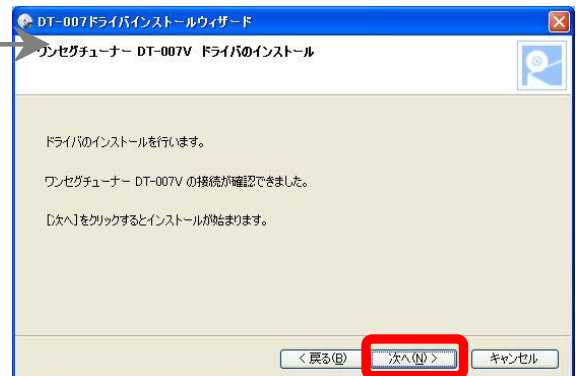 DT-007ドライバインストールウィザード
ワンセグチューナー DT-007V ドライバのインストール
ドライバのインストールを行います。
ワンセグチューナー DT-007V の接続が確認できました。
[次へ]をクリックするとインストールが始まります。
< 戻る(B)
次へ(N) >
キャンセル